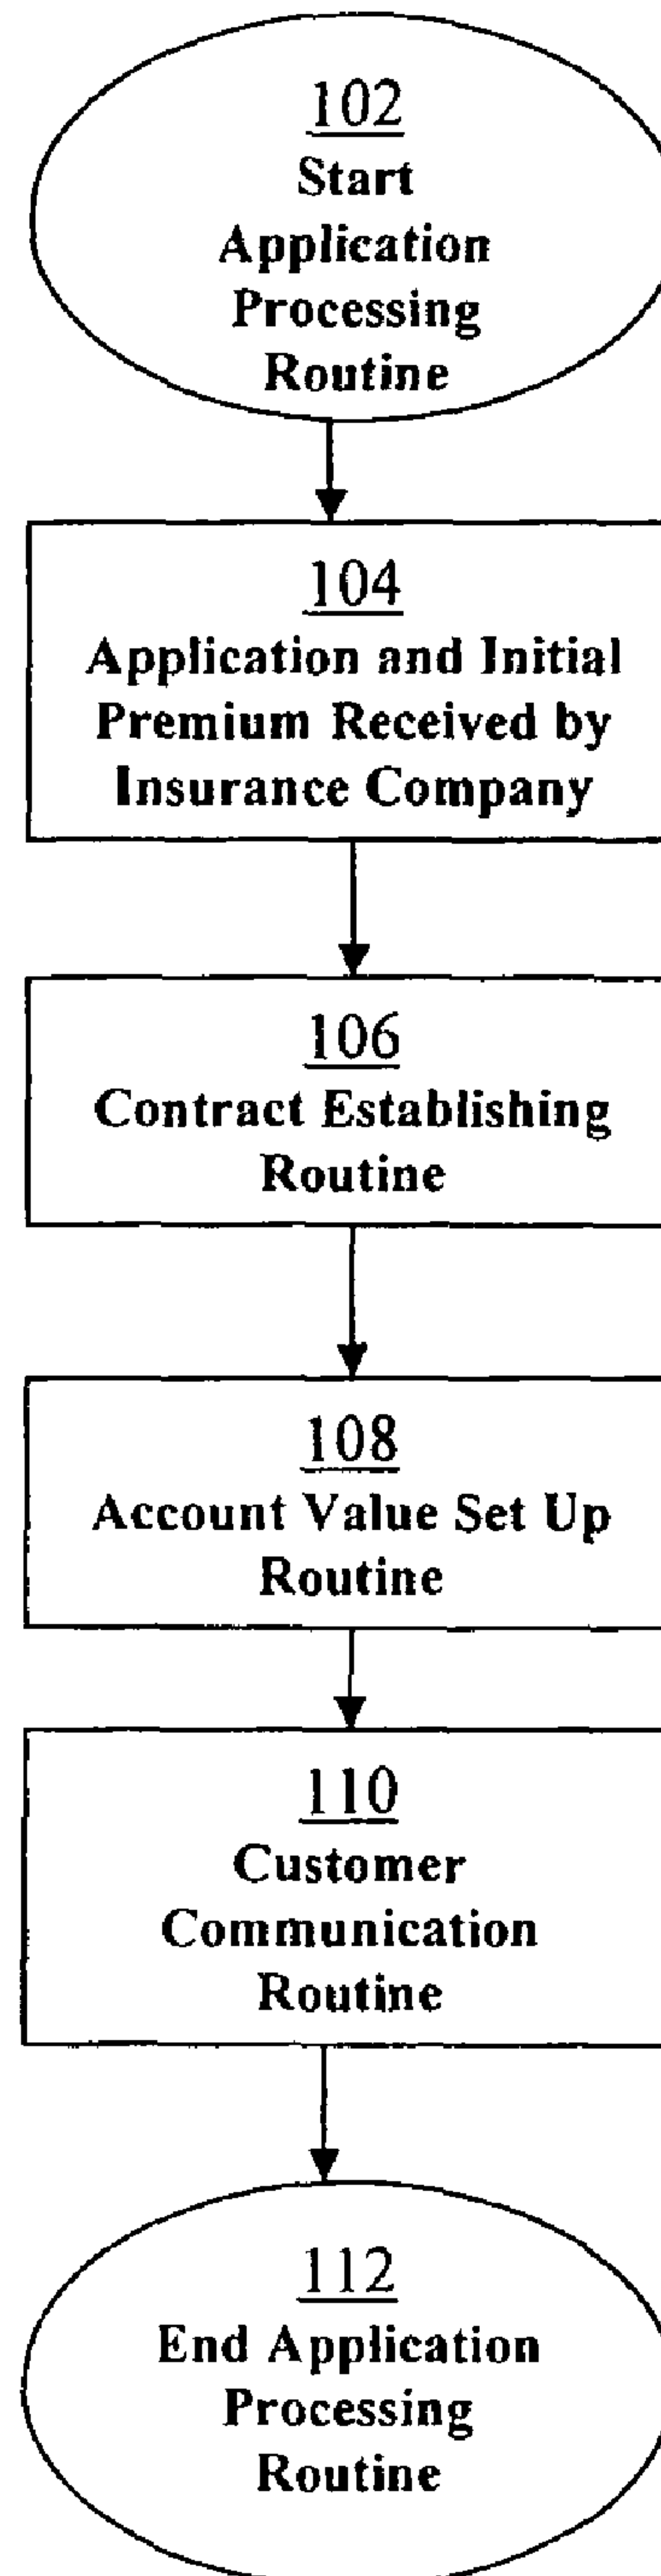 102
Start
Application
Processing
Routine
104
Application and Initial
Premium Received by
Insurance Company
106
Contract Establishing
Routine
108
Account Value Set Up
Routine
110
Customer
Communication
Routine
112
End Application
Processing
Routine